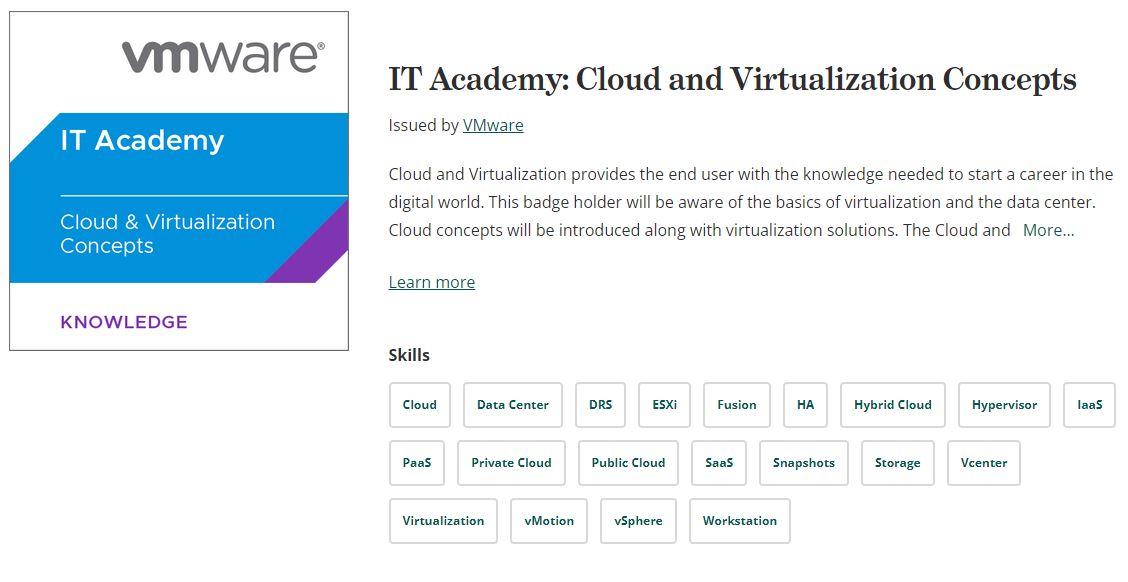 vmware®
IT Academy
Cloud & Virtualization
Concepts
KNOWLEDGE
IT Academy: Cloud and Virtualization Concepts
Issued by VMware
Cloud and Virtualization provides the end user with the knowledge needed to start a career in the
digital world. This badge holder will be aware of the basics of virtualization and the data center.
Cloud concepts will be introduced along with virtualization solutions. The Cloud and More...
Learn more
Skills
Cloud Data Center DRS ESXi Fusion HA Hybrid Cloud Hypervisor IaaS
PaaS Private Cloud Public Cloud SaaS Snapshots Storage Vcenter
Virtualization vMotion vSphere Workstation